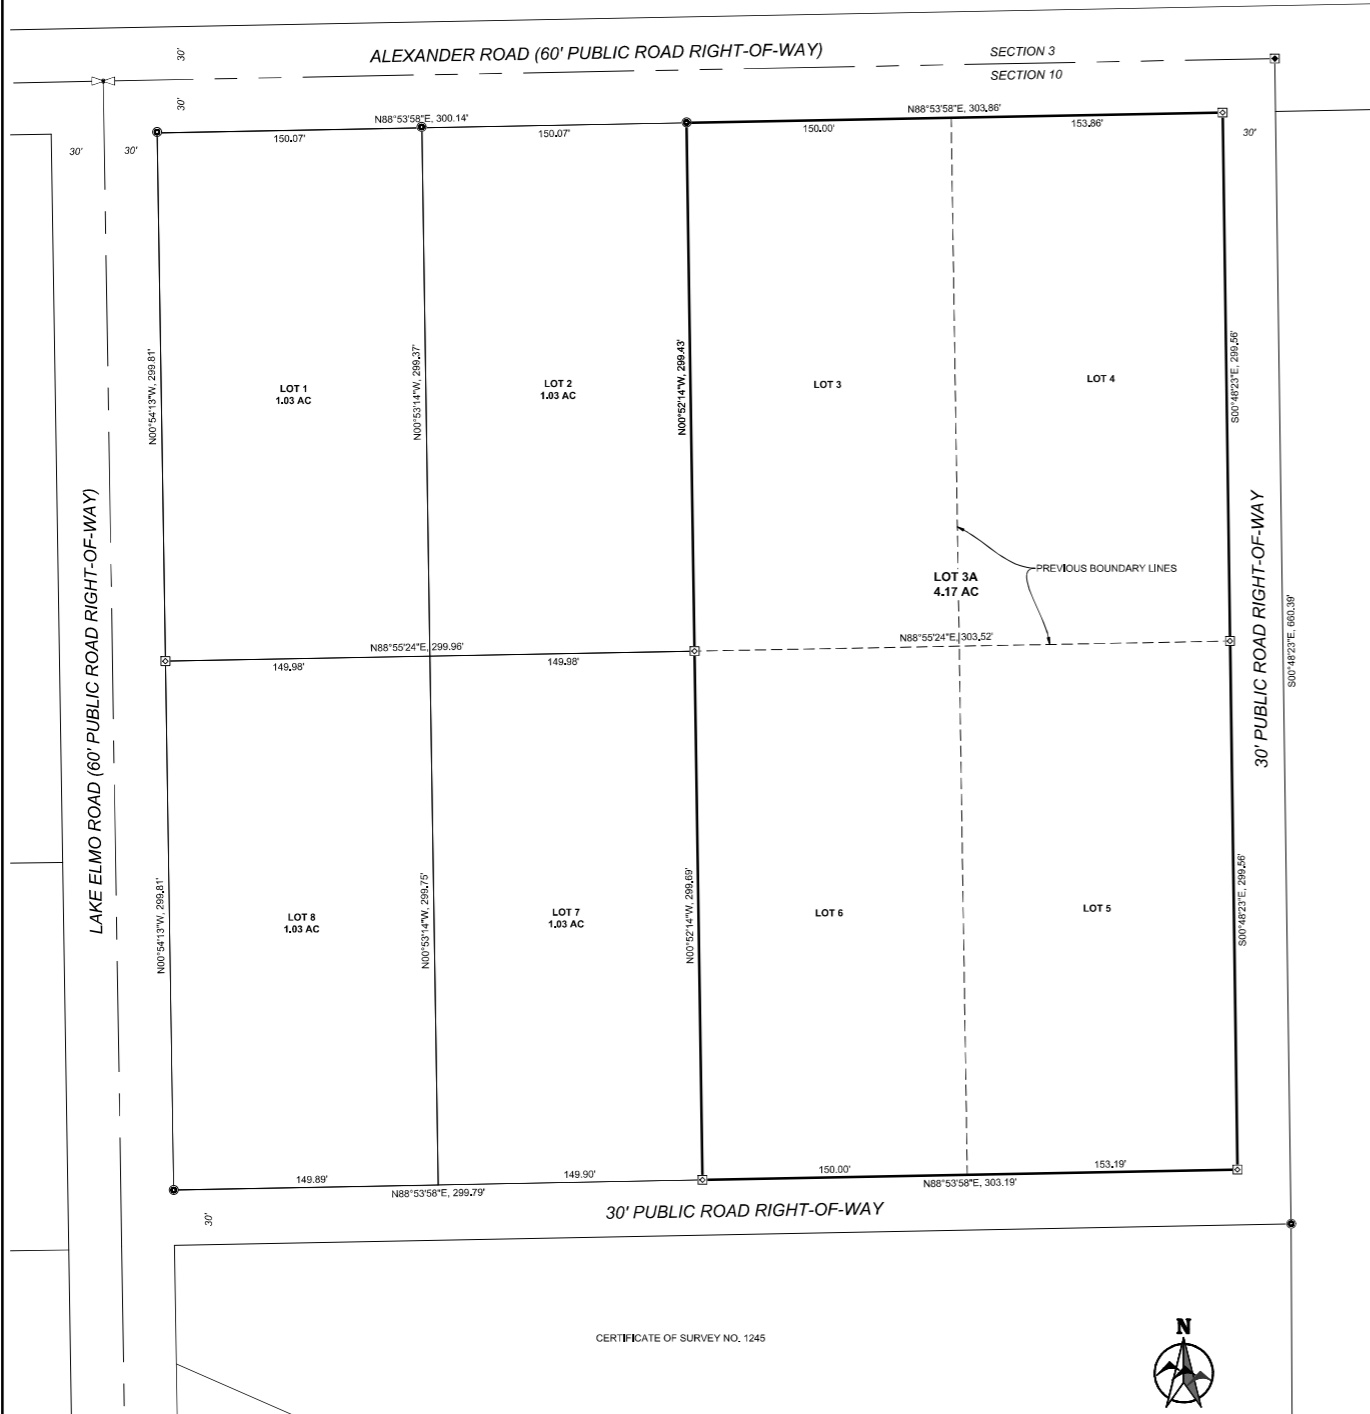 ALEXANDER ROAD (60' PUBLIC ROAD RIGHT-OF-WAY)
SECTION 3
SECTION 10
30'
30'
30'
30'
30'
N88°53'58"E, 300.14'
150.07'
150.07'
N88°53'58"E, 303.86'
150.00'
153.86'
N00°54'13"W, 299.81'
N00°53'14"W, 299.37'
N00°52'14"W, 299.43'
S00°48'23"E, 299.56'
LOT 1
1.03 AC
LOT 2
1.03 AC
LOT 3
LOT 4
LAKE ELMO ROAD (60' PUBLIC ROAD RIGHT-OF-WAY)
30' PUBLIC ROAD RIGHT-OF-WAY
S00°48'23"E, 660.39'
PREVIOUS BOUNDARY LINES
LOT 3A
4.17 AC
N88°55'24"E, 299.96'
149.98'
149.98'
N88°55'24"E, 303.52'
N00°54'13"W, 299.81'
N00°53'14"W, 299.75'
N00°52'14"W, 299.69'
S00°48'23"E, 299.56'
LOT 8
1.03 AC
LOT 7
1.03 AC
LOT 6
LOT 5
149.89'
149.90'
N88°53'58"E, 299.79'
150.00'
153.19'
N88°53'58"E, 303.19'
30'
30' PUBLIC ROAD RIGHT-OF-WAY
CERTIFICATE OF SURVEY NO. 1245
N